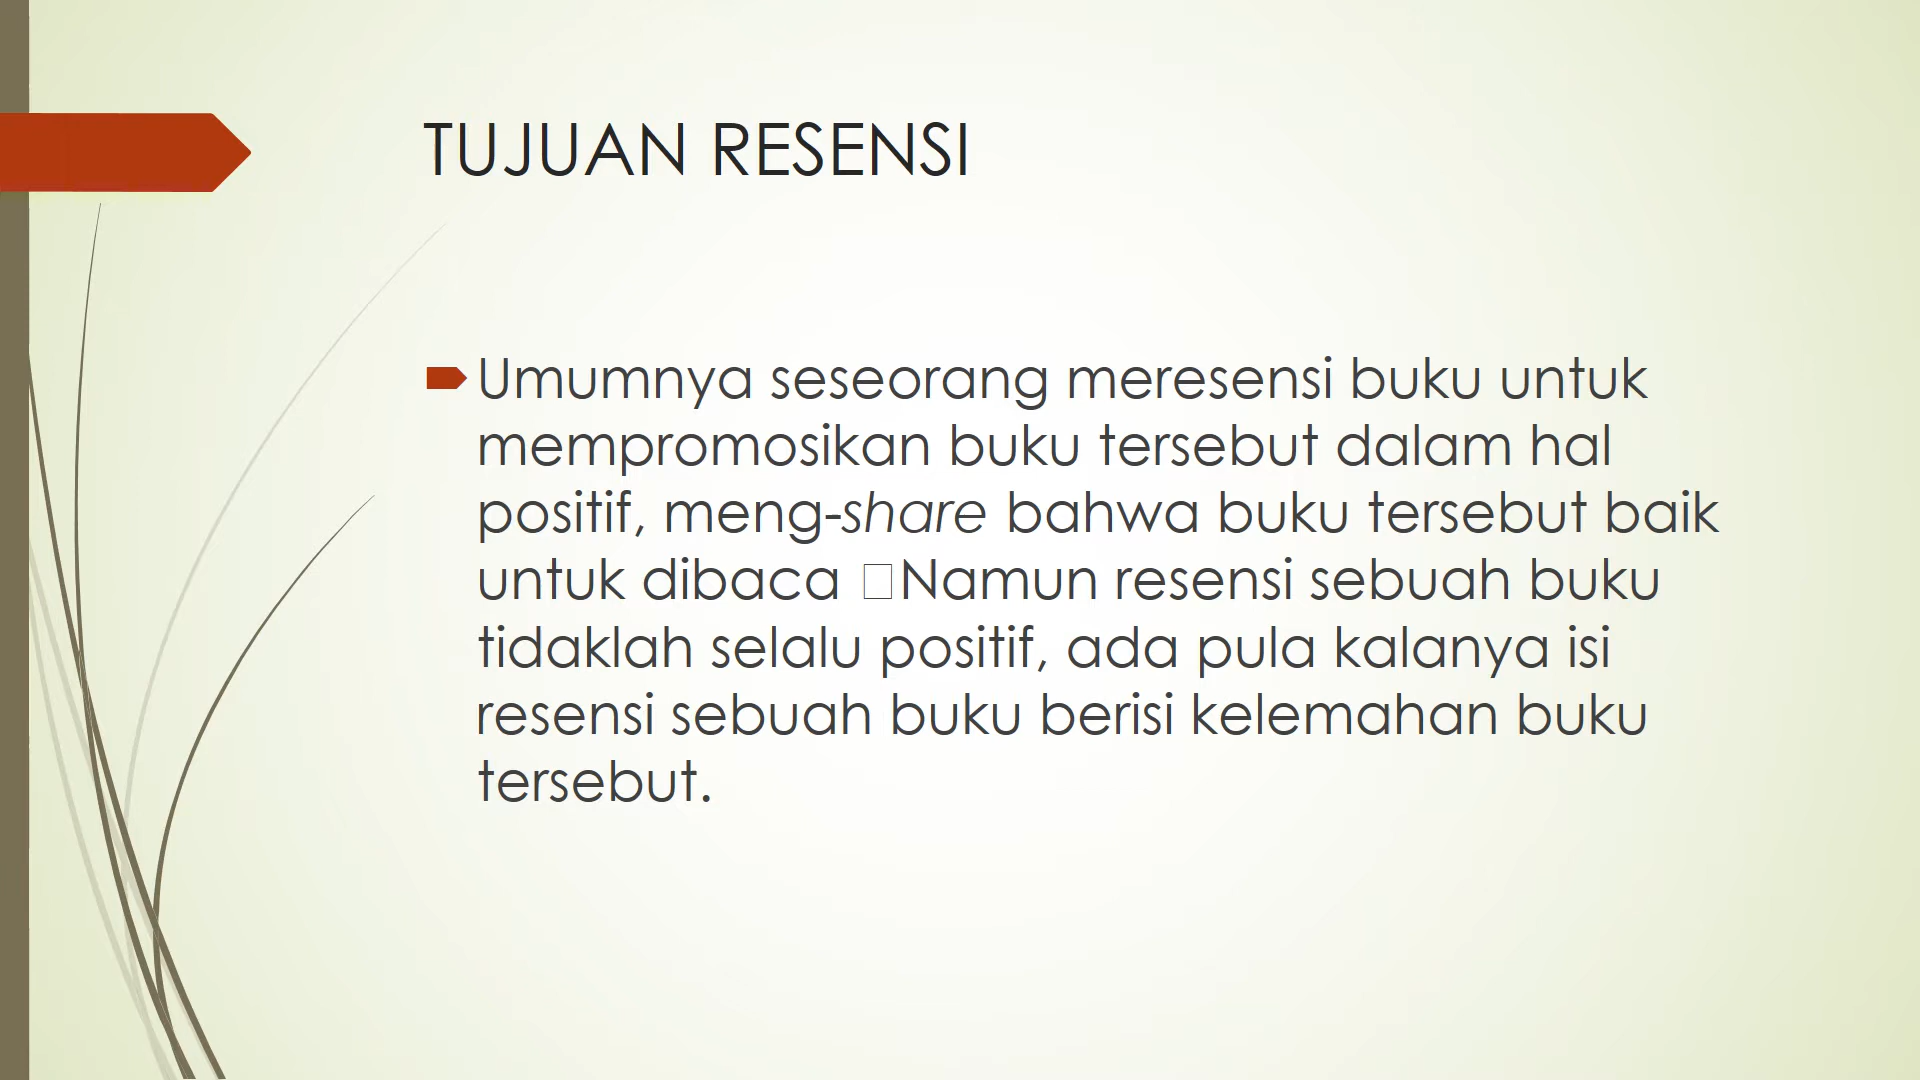 TUJUAN RESENSI
Umumnya seseorang meresensi buku untuk
mempromosikan buku tersebut dalam hal
positif, meng-share bahwa buku tersebut baik
untuk dibaca □Namun resensi sebuah buku
tidaklah selalu positif, ada pula kalanya isi
resensi sebuah buku berisi kelemahan buku
tersebut.